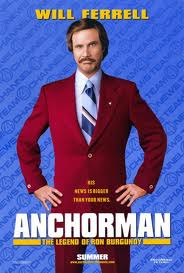 WILL FERRELL
HIS
NEWS IS BIGGER
THAN YOUR NEWS.
ANCHORMAN
THE LEGEND OF RON BURGUNDY
SUMMER